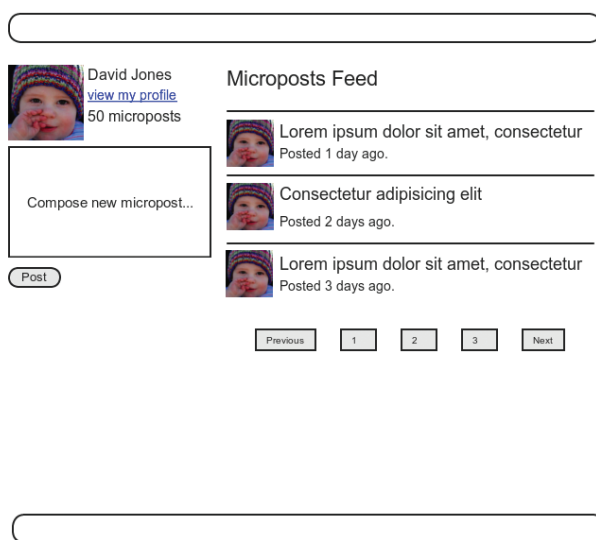 David Jones
view my profile
50 microposts
Compose new micropost...
Post
Microposts Feed
Lorem ipsum dolor sit amet, consectetur
Posted 1 day ago.
Consectetur adipisicing elit
Posted 2 days ago.
Lorem ipsum dolor sit amet, consectetur
Posted 3 days ago.
Previous 1 2 3 Next